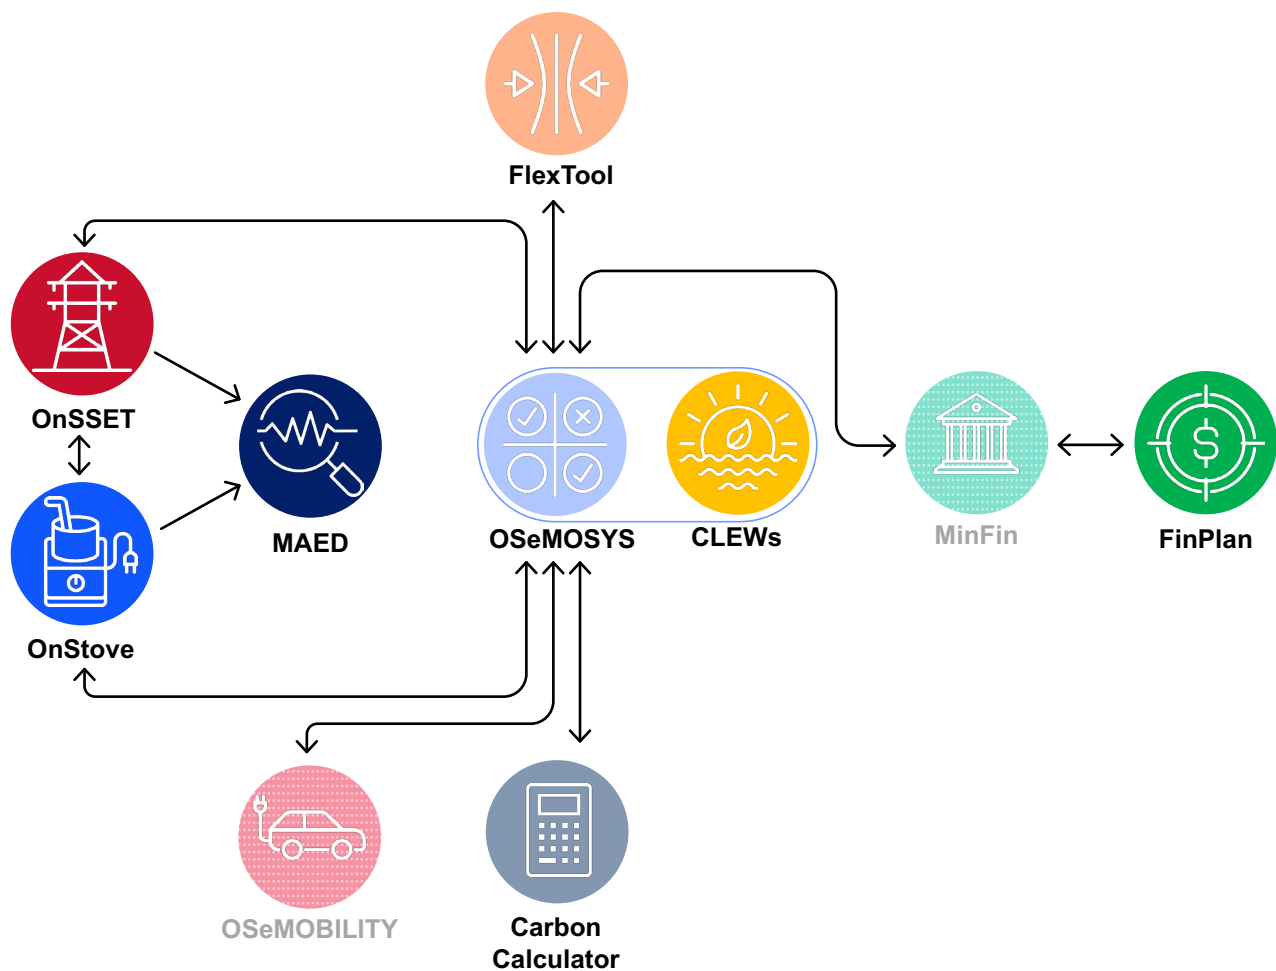 FlexTool
OnSSET
MAED
OSeMOSYS
CLEWs
MinFin
$
FinPlan
OnStove
OSeMOBILITY
Carbon
Calculator